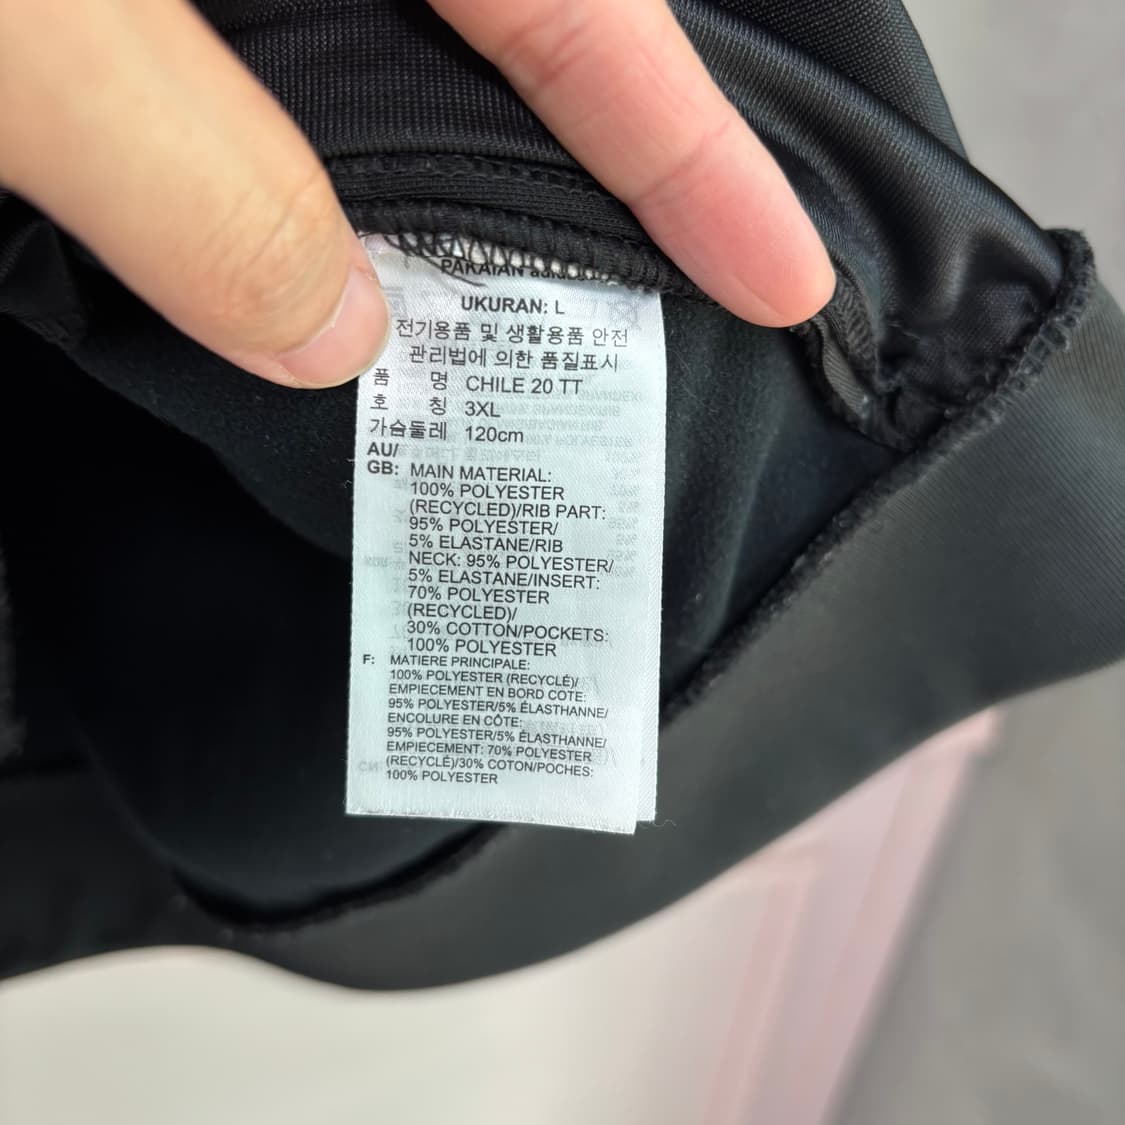 PAKAIAN adidas
UKURAN: L
전기용품 및 생활용품 안전
관리법에 의한 품질표시
품 명 CHILE 20 TT
호 칭 3XL
가슴둘레 120cm
AU/
GB: MAIN MATERIAL:
100% POLYESTER
(RECYCLED)/RIB PART:
95% POLYESTER/
5% ELASTANE/RIB
NECK: 95% POLYESTER/
5% ELASTANE/INSERT:
70% POLYESTER
(RECYCLED)/
30% COTTON/POCKETS:
100% POLYESTER
F: MATIERE PRINCIPALE:
100% POLYESTER (RECYCLÉ)/
EMPIECEMENT EN BORD COTE:
95% POLYESTER/5% ÉLASTHANNE/
ENCOLURE EN CÔTE:
95% POLYESTER/5% ÉLASTHANNE/
EMPIECEMENT: 70% POLYESTER
(RECYCLÉ)/30% COTON/POCHES:
100% POLYESTER